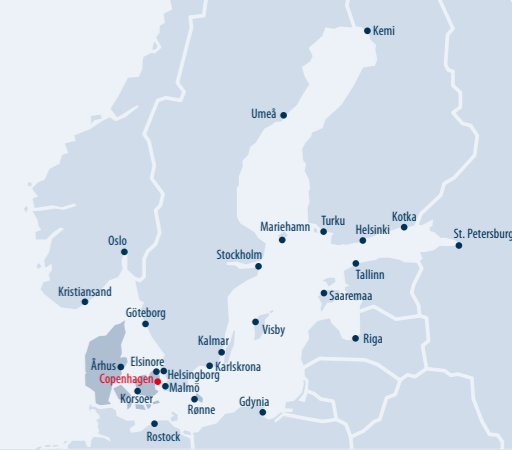 Kemi
Umeå
Mariehamn
Turku
Kotka
Helsinki
St. Petersburg
Oslo
Stockholm
Tallinn
Kristiansand
Saaremaa
Göteborg
Visby
Kalmar
Riga
Århus
Elsinore
Karlskrona
Helsingborg
Copenhagen
Malmö
Korsoer
Rønne
Gdynia
Rostock